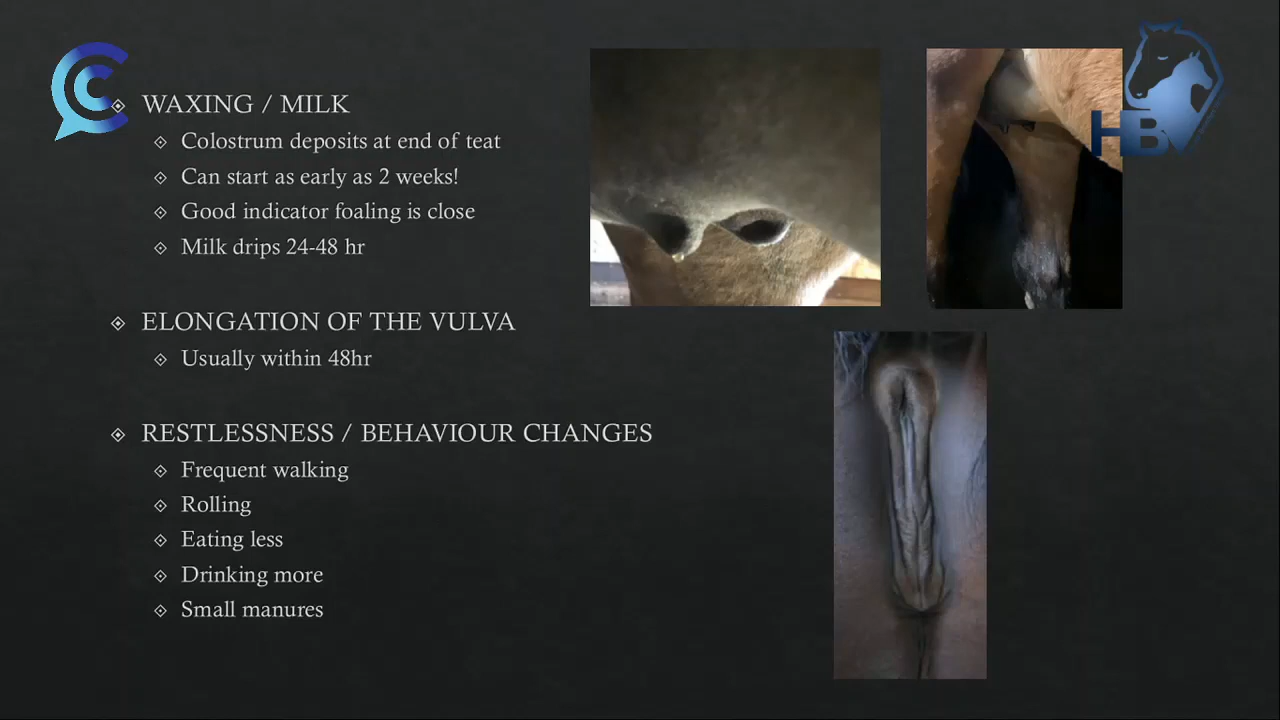 WAXING / MILK
Colostrum deposits at end of teat
Can start as early as 2 weeks!
Good indicator foaling is close
Milk drips 24-48 hr
ELONGATION OF THE VULVA
Usually within 48hr
RESTLESSNESS / BEHAVIOUR CHANGES
Frequent walking
Rolling
Eating less
Drinking more
Small manures
HBV